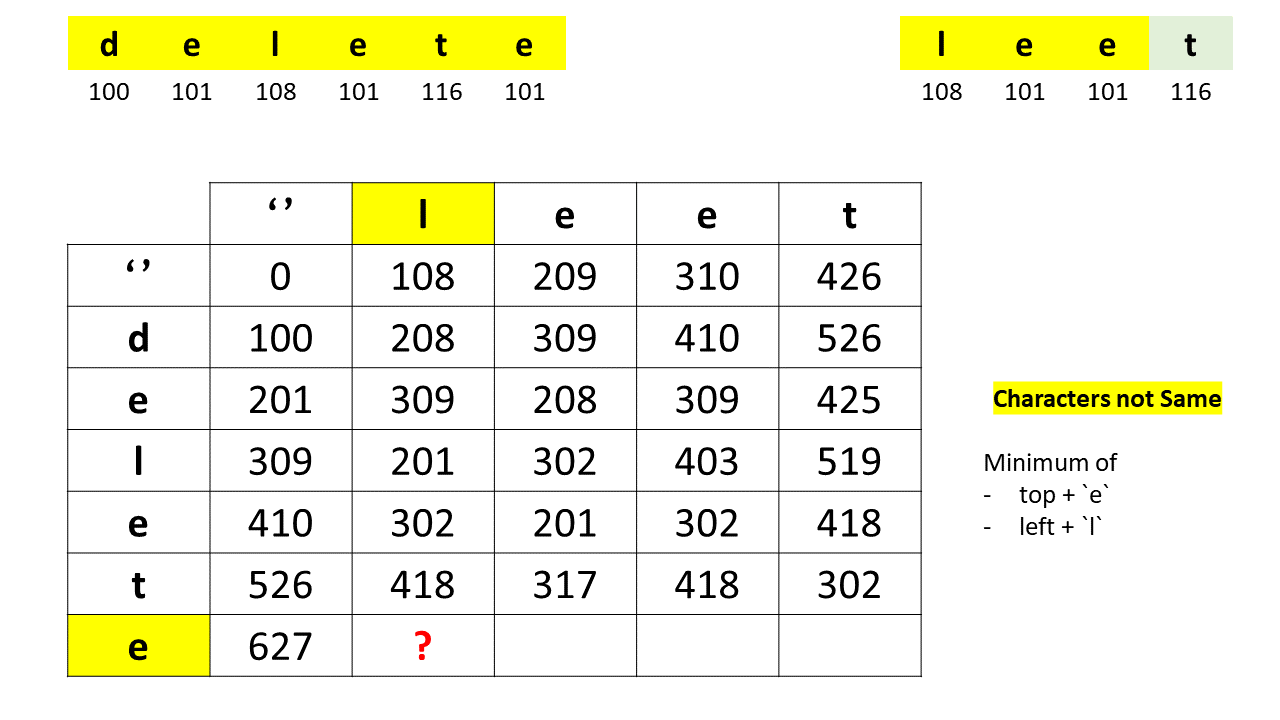 d e l e t e
l e e t
100 101 108 101 116 101
108 101 101 116
‘ ’ l e e t
‘ ’ 0 108 209 310 426
d 100 208 309 410 526
e 201 309 208 309 425
l 309 201 302 403 519
e 410 302 201 302 418
t 526 418 317 418 302
e 627 ?
Characters not Same
Minimum of
- top + `e`
- left + `l`